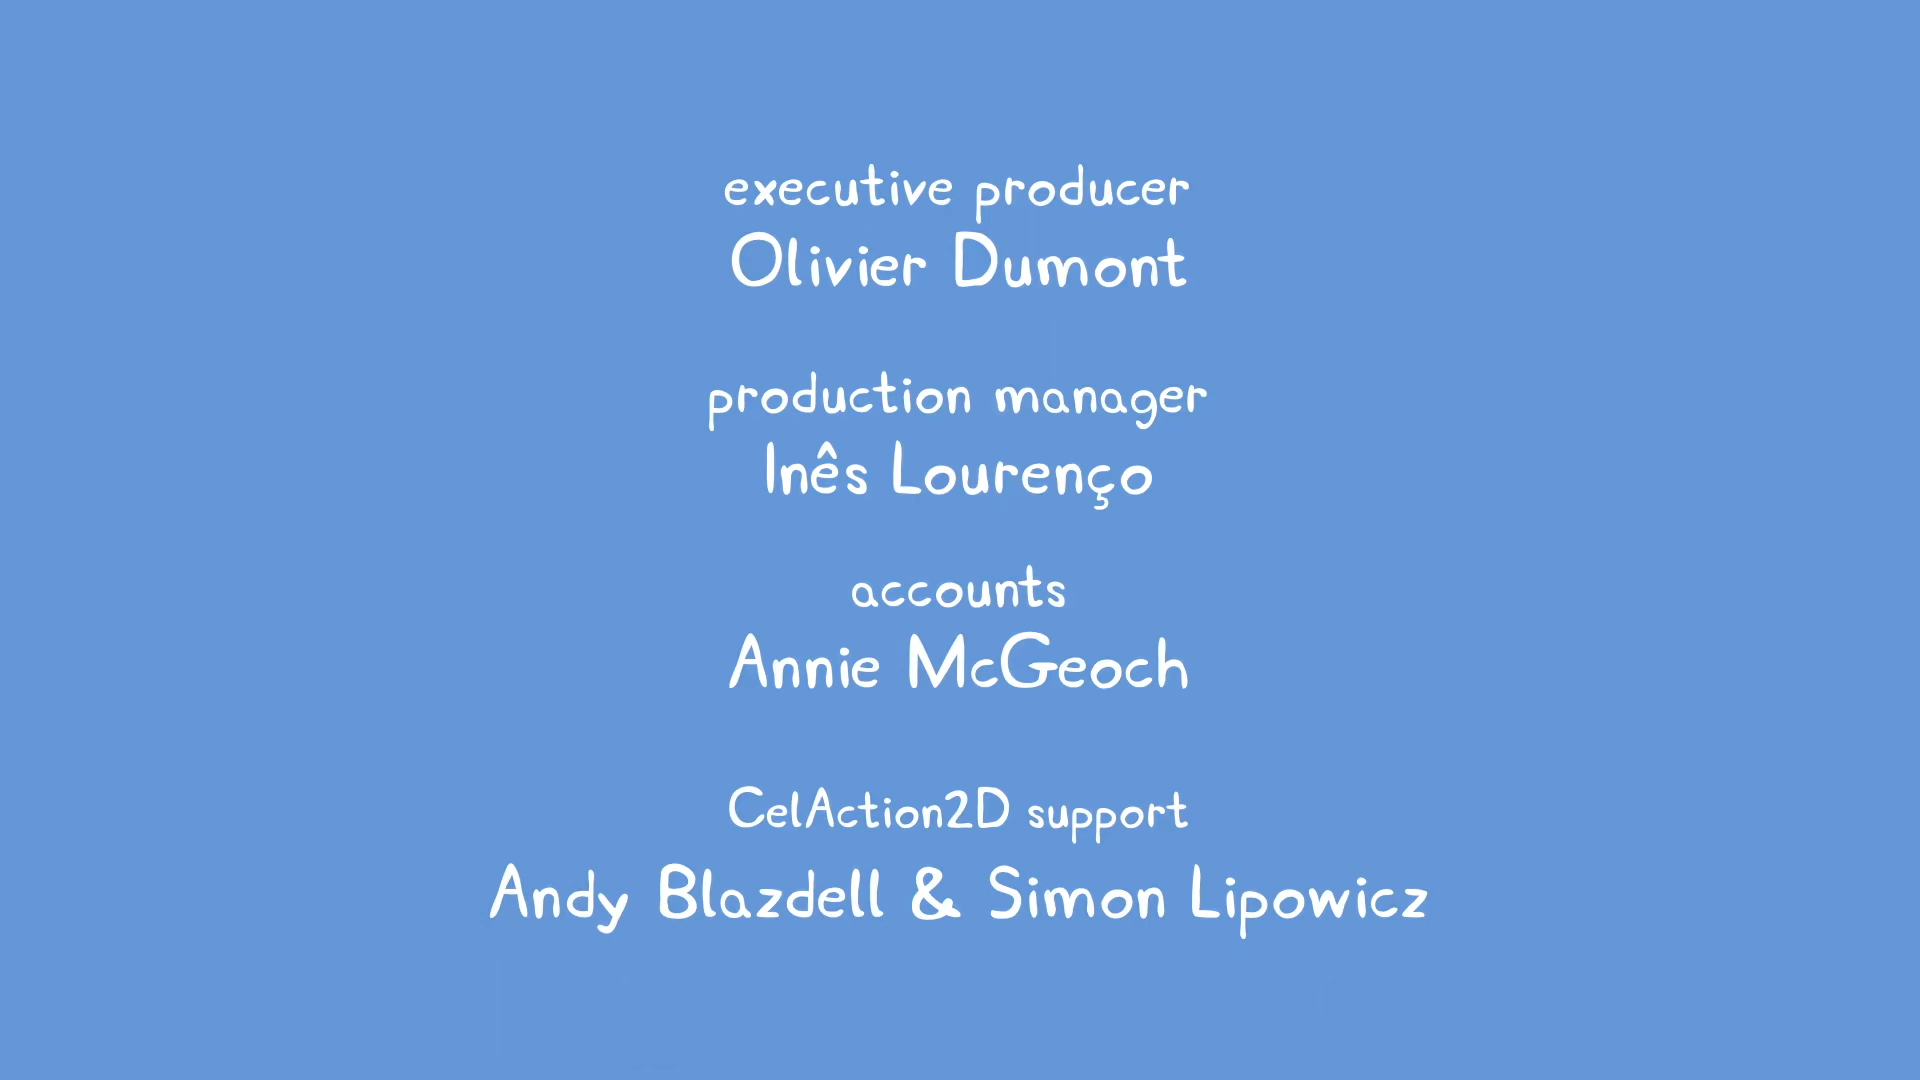 executive producer
Olivier Dumont
production manager
Inês Lourenço
accounts
Annie McGeoch
CelAction2D support
Andy Blazdell & Simon Lipowicz